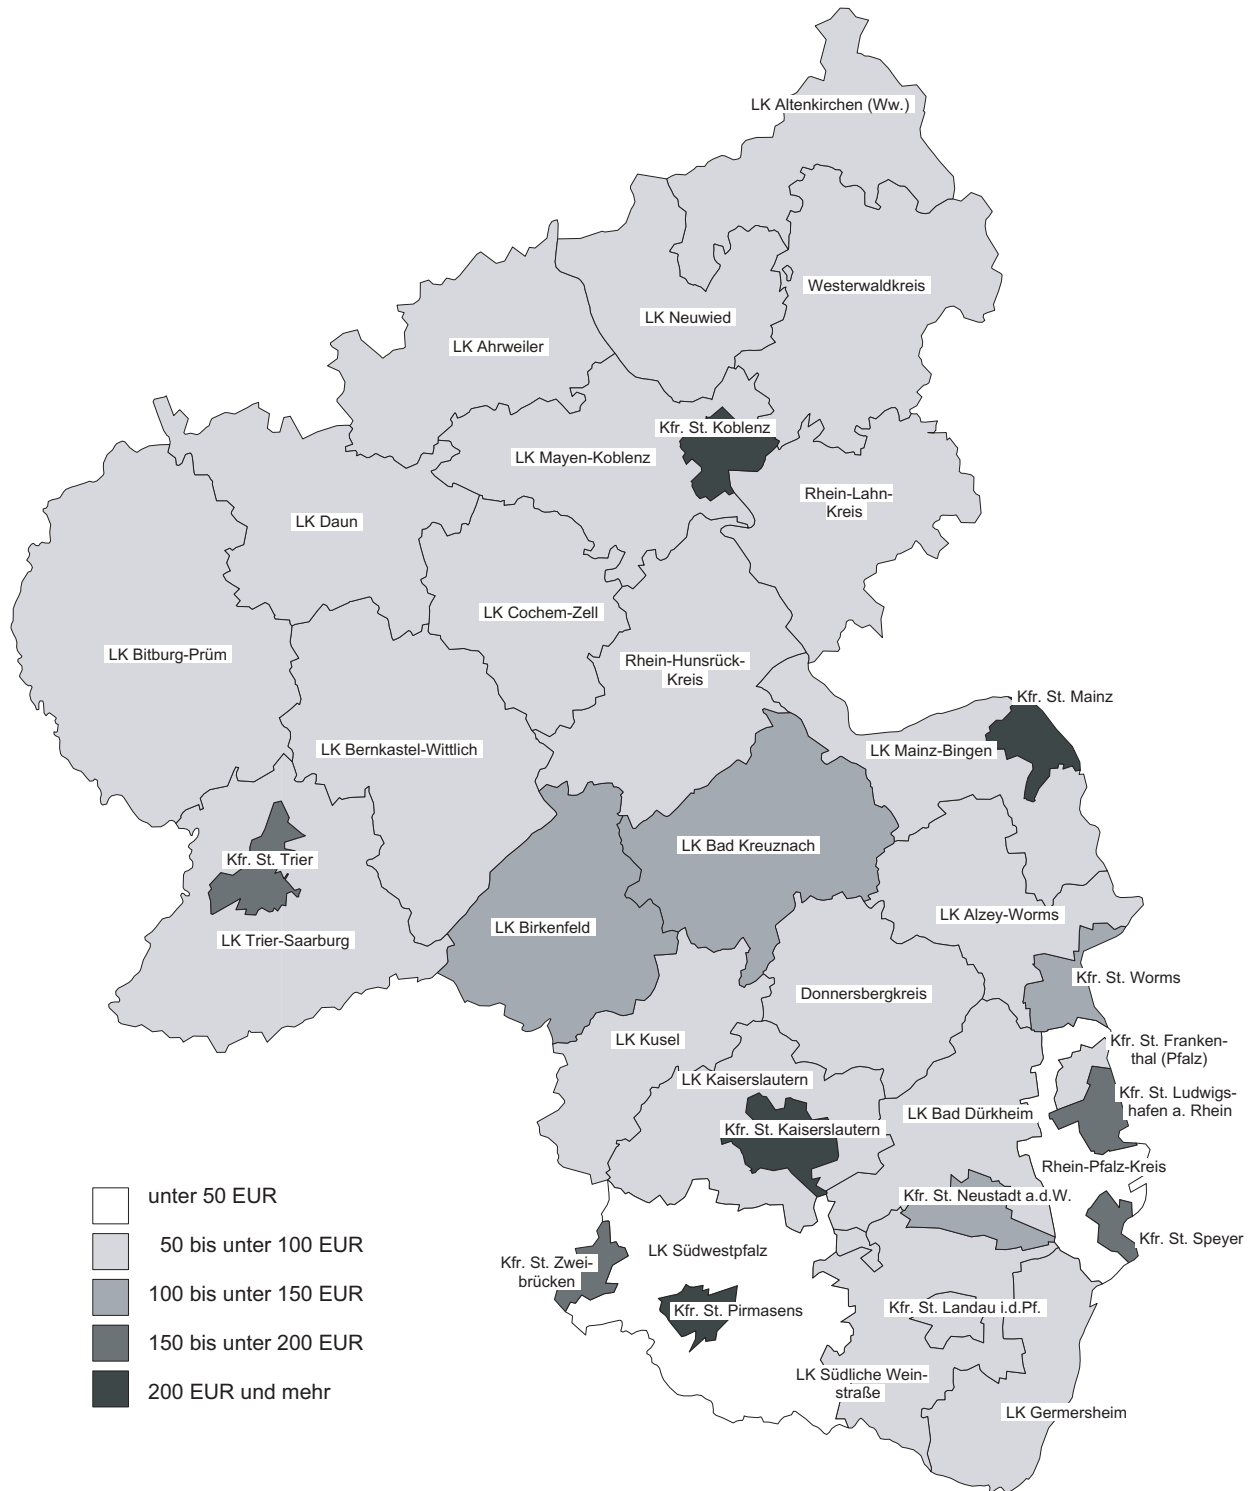 LK Altenkirchen (Ww.)
Westerwaldkreis
LK Neuwied
LK Ahrweiler
Kfr. St. Koblenz
LK Mayen-Koblenz
Rhein-Lahn-
Kreis
LK Daun
LK Cochem-Zell
LK Bitburg-Prüm
Rhein-Hunsrück-
Kreis
Kfr. St. Mainz
LK Bernkastel-Wittlich
LK Mainz-Bingen
LK Bad Kreuznach
Kfr. St. Trier
LK Alzey-Worms
LK Birkenfeld
LK Trier-Saarburg
Kfr. St. Worms
Donnersbergkreis
LK Kusel
Kfr. St. Franken-
thal (Pfalz)
LK Kaiserslautern
Kfr. St. Ludwigs-
hafen a. Rhein
LK Bad Dürkheim
Kfr. St. Kaiserslautern
Rhein-Pfalz-Kreis
Kfr. St. Neustadt a.d.W.
Kfr. St. Speyer
LK Südwestpfalz
Kfr. St. Zwei-
brücken
Kfr. St. Landau i.d.Pf.
Kfr. St. Pirmasens
LK Südliche Wein-
straße
LK Germersheim
unter 50 EUR
50 bis unter 100 EUR
100 bis unter 150 EUR
150 bis unter 200 EUR
200 EUR und mehr